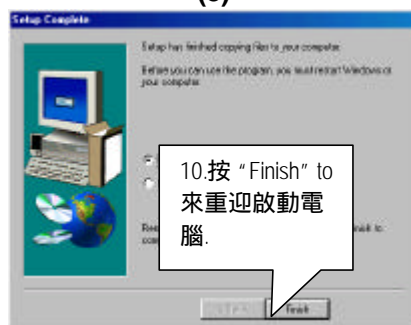 (3)
Setup Complete
Setup has finished copying files to your computer.
Before you can use the program, you must restart Windows or
your computer.
10.按 “Finish” to
來重迎啟動電
腦.
Finish